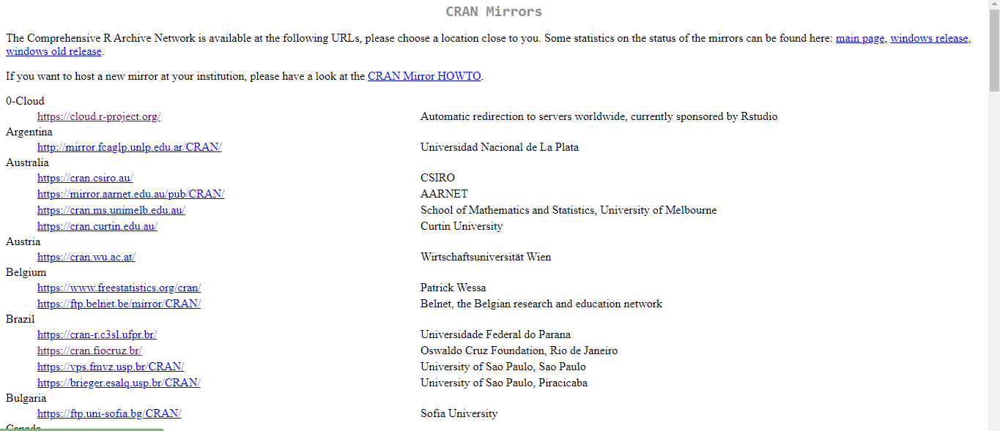 CRAN Mirrors
The Comprehensive R Archive Network is available at the following URLs, please choose a location close to you. Some statistics on the status of the mirrors can be found here: main page, windows release,
windows old release.
If you want to host a new mirror at your institution, please have a look at the CRAN Mirror HOWTO.
0-Cloud
https://cloud.r-project.org/ Automatic redirection to servers worldwide, currently sponsored by Rstudio
Argentina
http://mirror.fcaglp.unlp.edu.ar/CRAN/ Universidad Nacional de La Plata
Australia
https://cran.csiro.au/ CSIRO
https://mirror.aarnet.edu.au/pub/CRAN/ AARNET
https://cran.ms.unimelb.edu.au/ School of Mathematics and Statistics, University of Melbourne
https://cran.curtin.edu.au/ Curtin University
Austria
https://cran.wu.ac.at/ Wirtschaftsuniversität Wien
Belgium
https://www.freestatistics.org/cran/ Patrick Wessa
https://ftp.belnet.be/mirror/CRAN/ Belnet, the Belgian research and education network
Brazil
https://cran-r.c3sl.ufpr.br/ Universidade Federal do Parana
https://cran.fiocruz.br/ Oswaldo Cruz Foundation, Rio de Janeiro
https://vps.fmvz.usp.br/CRAN/ University of Sao Paulo, Sao Paulo
https://brieger.esalq.usp.br/CRAN/ University of Sao Paulo, Piracicaba
Bulgaria
https://ftp.uni-sofia.bg/CRAN/ Sofia University
Canada